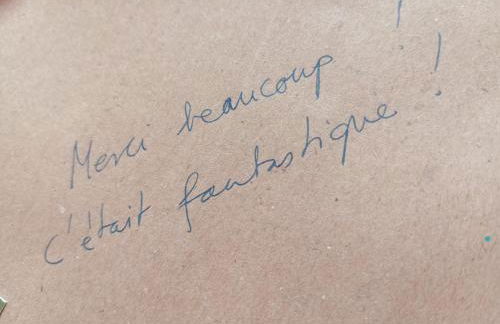 Merci beaucoup !
c'était fantastique !